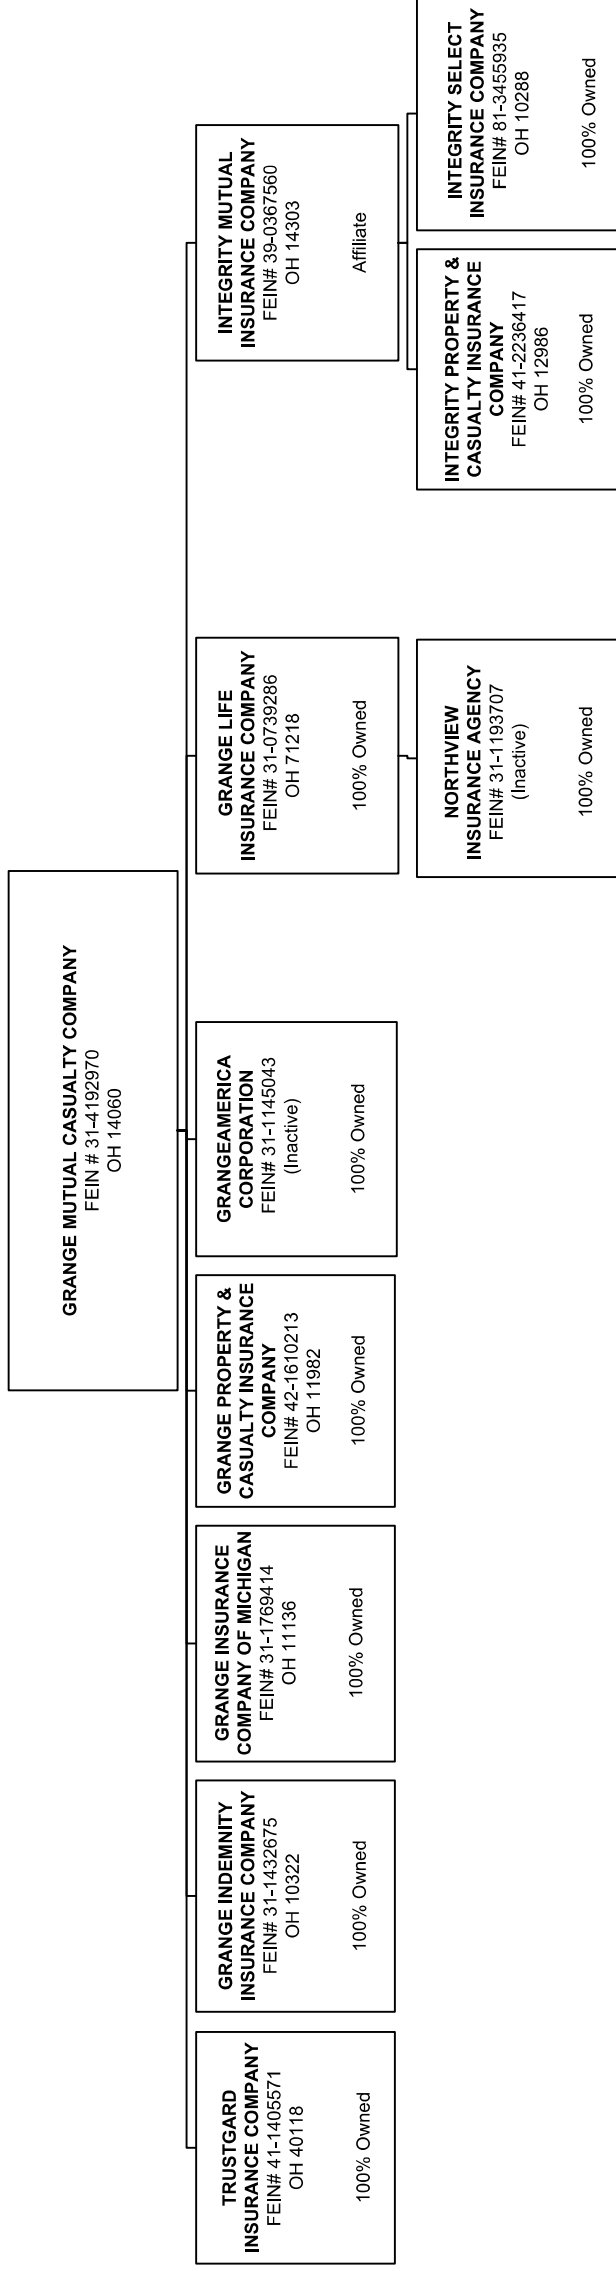 GRANGE MUTUAL CASUALTY COMPANY
FEIN # 31-4192970
OH 14060
TRUSTGARD
INSURANCE COMPANY
FEIN# 41-1405571
OH 40118
100% Owned
GRANGE INDEMNITY
INSURANCE COMPANY
FEIN# 31-1432675
OH 10322
100% Owned
GRANGE INSURANCE
COMPANY OF MICHIGAN
FEIN# 31-1769414
OH 11136
100% Owned
GRANGE PROPERTY &
CASUALTY INSURANCE
COMPANY
FEIN# 42-1610213
OH 11982
100% Owned
GRANGEAMERICA
CORPORATION
FEIN# 31-1145043
(Inactive)
100% Owned
GRANGE LIFE
INSURANCE COMPANY
FEIN# 31-0739286
OH 71218
100% Owned
INTEGRITY MUTUAL
INSURANCE COMPANY
FEIN# 39-0367560
OH 14303
Affiliate
NORTHVIEW
INSURANCE AGENCY
FEIN# 31-1193707
(Inactive)
100% Owned
INTEGRITY PROPERTY &
CASUALTY INSURANCE
COMPANY
FEIN# 41-2236417
OH 12986
100% Owned
INTEGRITY SELECT
INSURANCE COMPANY
FEIN# 81-3455935
OH 10288
100% Owned